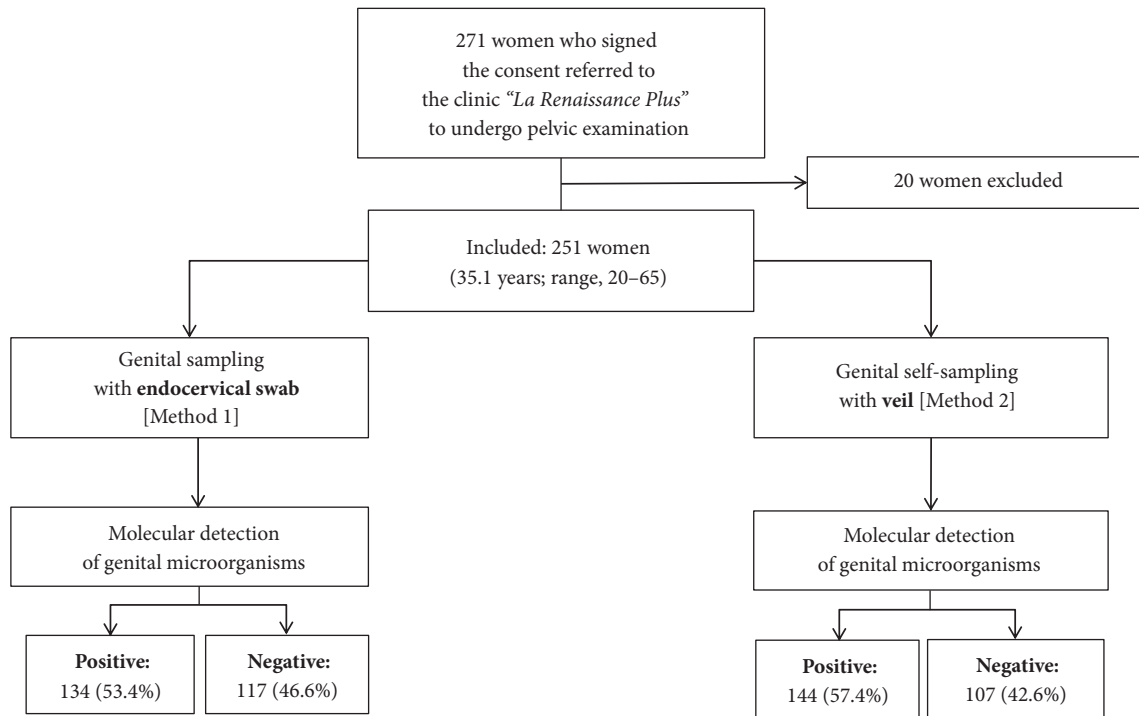 271 women who signed
the consent referred to
the clinic “La Renaissance Plus”
to undergo pelvic examination
20 women excluded
Included: 251 women
(35.1 years; range, 20–65)
Genital sampling
with endocervical swab
[Method 1]
Genital self-sampling
with veil [Method 2]
Molecular detection
of genital microorganisms
Molecular detection
of genital microorganisms
Positive:
134 (53.4%)
Negative:
117 (46.6%)
Positive:
144 (57.4%)
Negative:
107 (42.6%)